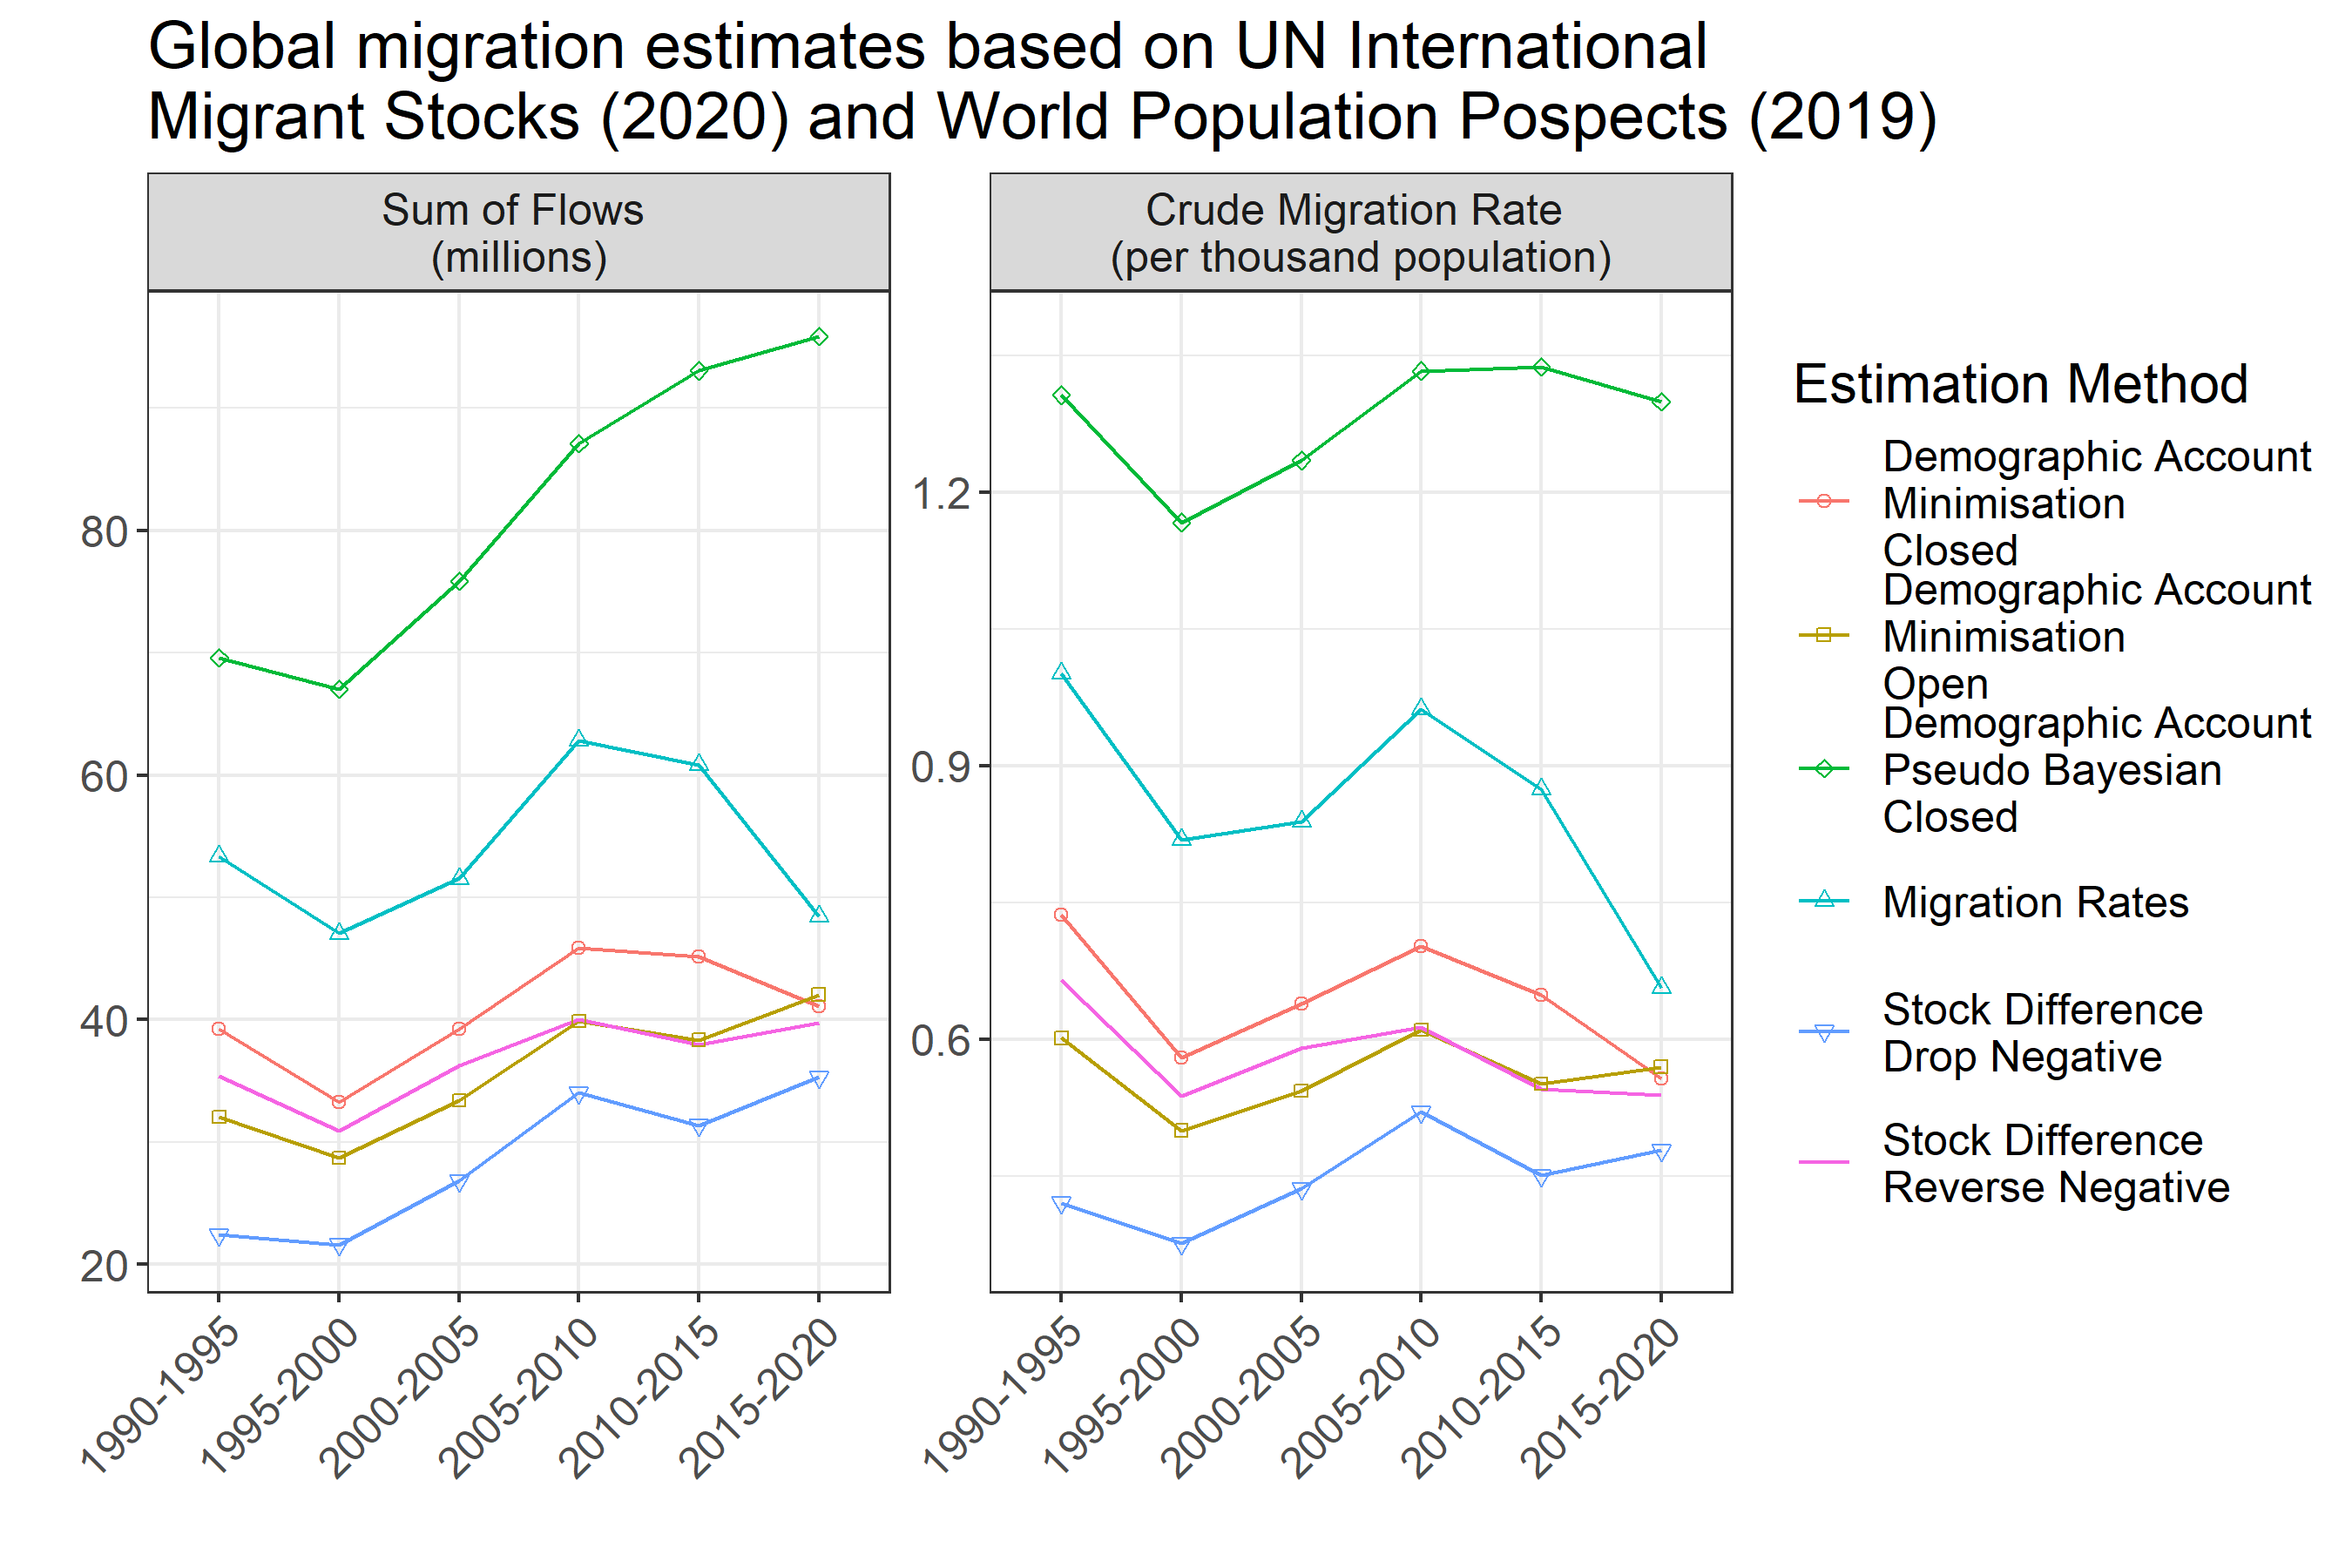 Global migration estimates based on UN International
Migrant Stocks (2020) and World Population Pospects (2019)
Sum of Flows
(millions)
80
60
40
20
1990-1995
1995-2000
2000-2005
2005-2010
2010-2015
2015-2020
Crude Migration Rate
(per thousand population)
1.2
0.9
0.6
1990-1995
1995-2000
2000-2005
2005-2010
2010-2015
2015-2020
Estimation Method
Demographic Account
Minimisation
Closed
Demographic Account
Minimisation
Open
Demographic Account
Pseudo Bayesian
Closed
Migration Rates
Stock Difference
Drop Negative
Stock Difference
Reverse Negative